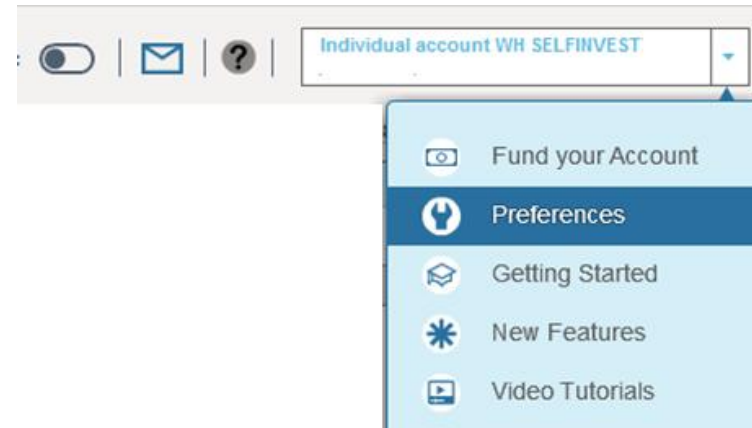 ?
Individual account WH SELFINVEST
Fund your Account
Preferences
Getting Started
New Features
Video Tutorials